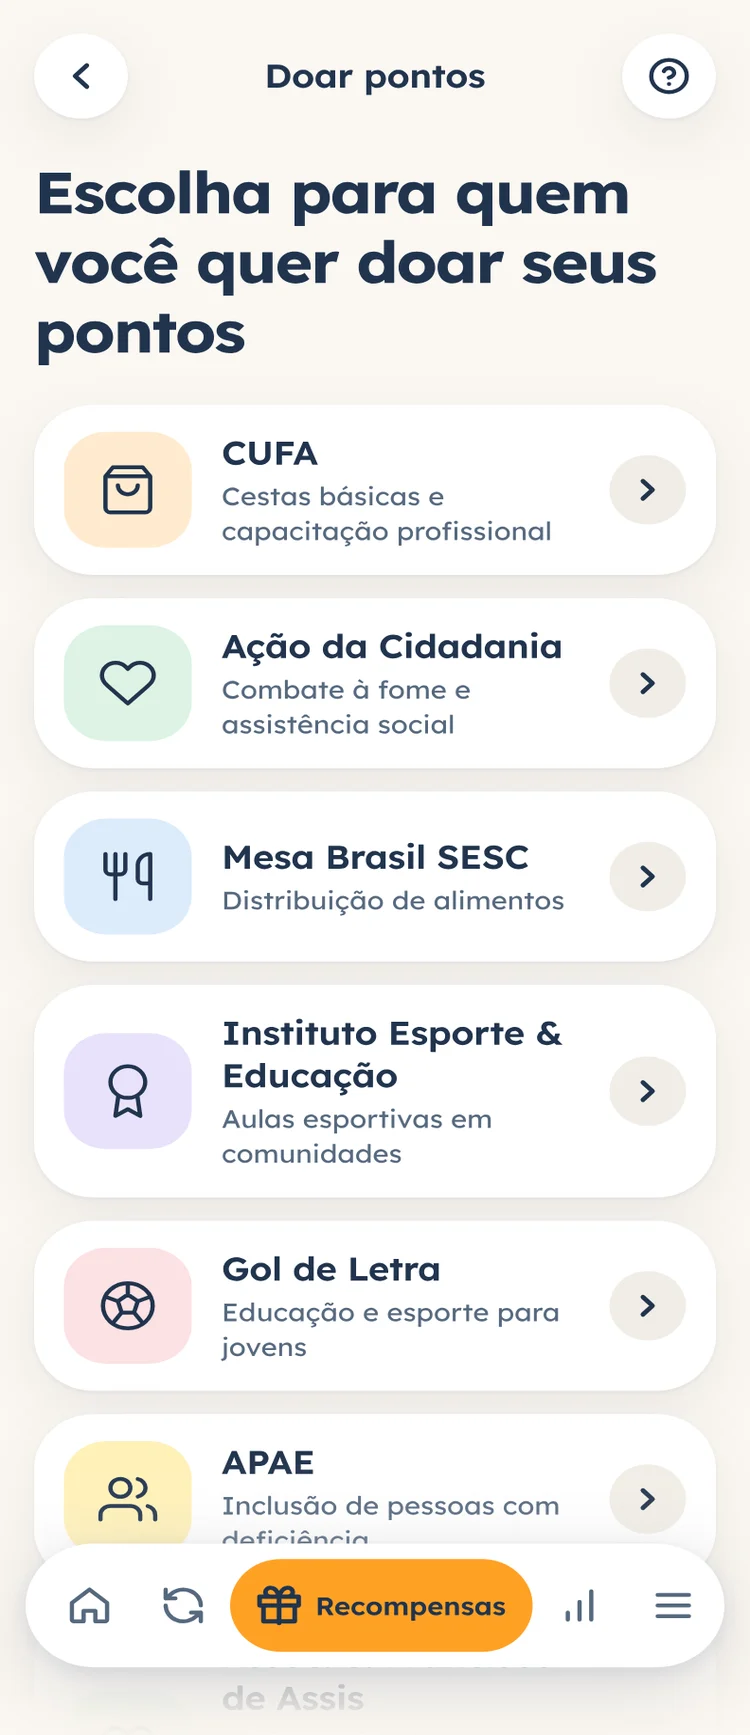 Doar pontos
Escolha para quem
você quer doar seus
pontos
CUFA
Cestas básicas e
capacitação profissional
Ação da Cidadania
Combate à fome e
assistência social
Mesa Brasil SESC
Distribuição de alimentos
Instituto Esporte &
Educação
Aulas esportivas em
comunidades
Gol de Letra
Educação e esporte para
jovens
APAE
Inclusão de pessoas com
deficiência
Recompensas
de Assis